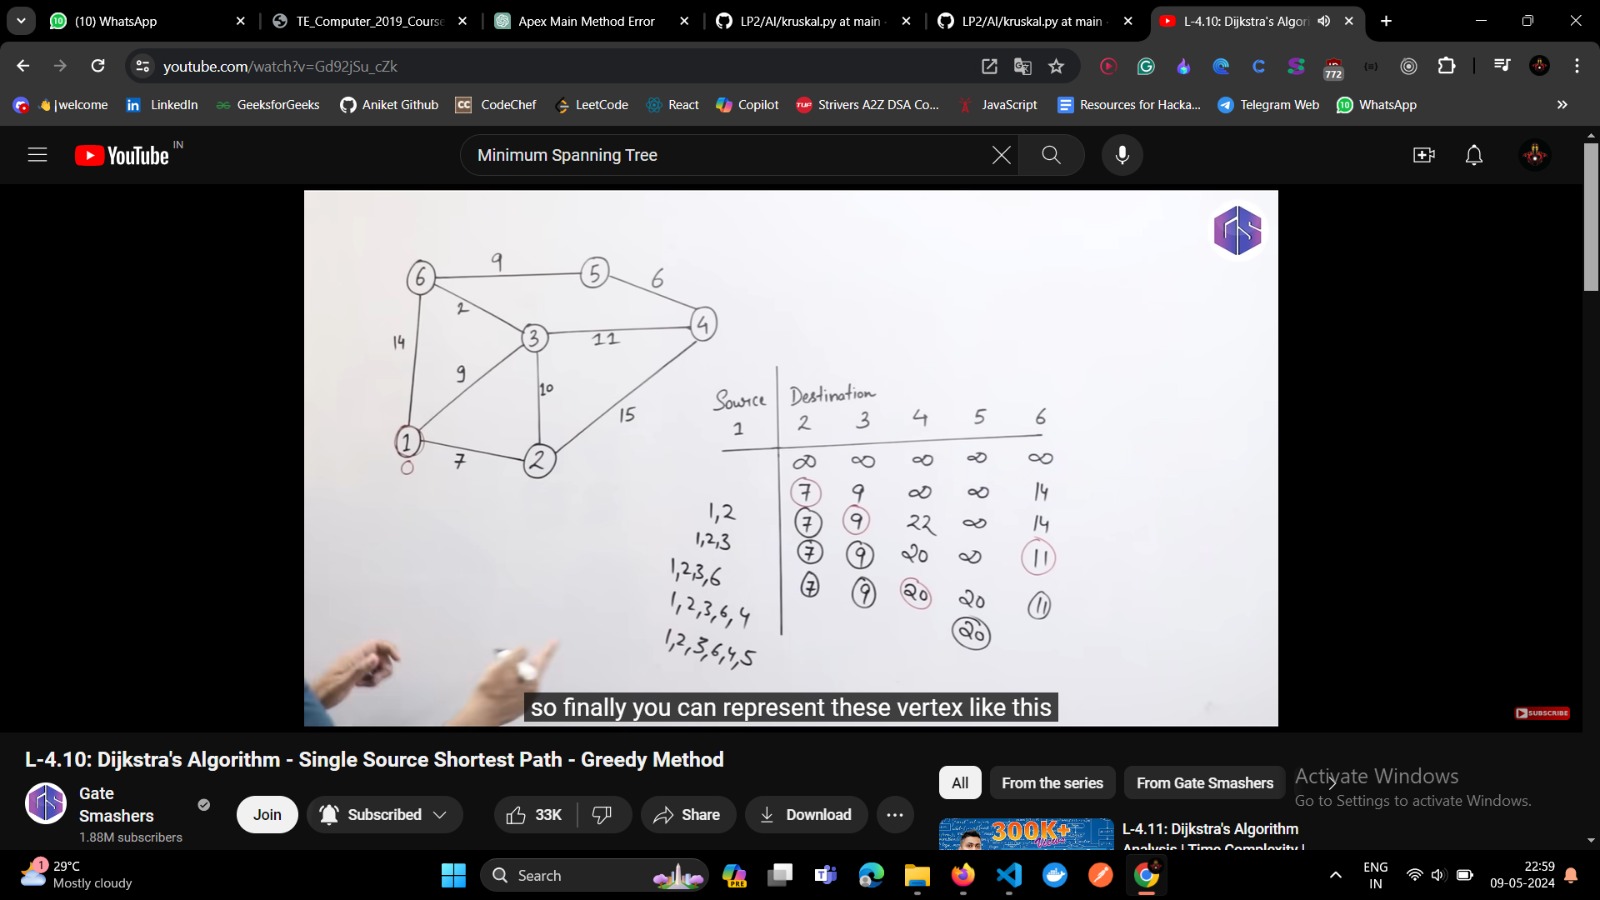 (10) WhatsApp
TE_Computer_2019_Course
Apex Main Method Error
LP2/AI/kruskal.py at main
LP2/AI/kruskal.py at main
L-4.10: Dijkstra's Algori
youtube.com/watch?v=Gd92jSu_cZk
772
|welcome
LinkedIn
GeeksforGeeks
Aniket Github
CC CodeChef
LeetCode
React
Copilot
TUF Strivers A2Z DSA Co...
JavaScript
Resources for Hacka...
Telegram Web
10 WhatsApp
YouTube IN
Minimum Spanning Tree
6 9 5 6
2
14 3 11 4
9 10
15
1 7 2
0
Source Destination
1 2 3 4 5 6
∞ ∞ ∞ ∞ ∞
7 9 ∞ ∞ 14
1,2 7 9 22 ∞ 14
1,2,3 7 9 20 ∞ 11
1,2,3,6 7 9 20 20 11
1,2,3,6,4 20
1,2,3,6,4,5
so finally you can represent these vertex like this
SUBSCRIBE
L-4.10: Dijkstra's Algorithm - Single Source Shortest Path - Greedy Method
Gate
Smashers
1.88M subscribers
Join
Subscribed
33K
Share
Download
All
From the series
From Gate Smashers
Activate Windows
Go to Settings to activate Windows.
300K+
L-4.11: Dijkstra's Algorithm
Analysis | Time Complexity |
1
29°C
Mostly cloudy
Search
PRE
ENG
IN
22:59
09-05-2024